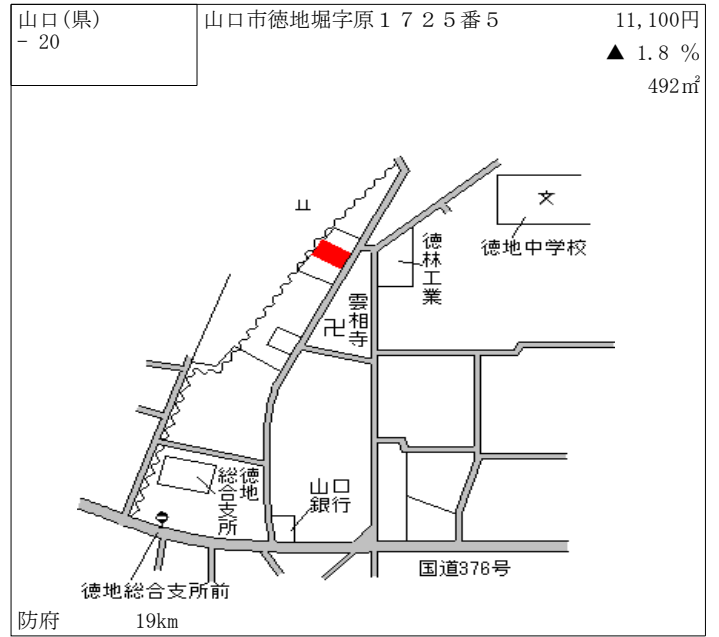 山口(県)
- 20
山口市徳地堀字原１７２５番５
11,100円
▲ 1.8 %
492㎡
文
徳地中学校
徳林工業
雲相寺
徳地総合支所
山口銀行
国道376号
徳地総合支所前
防府 19km